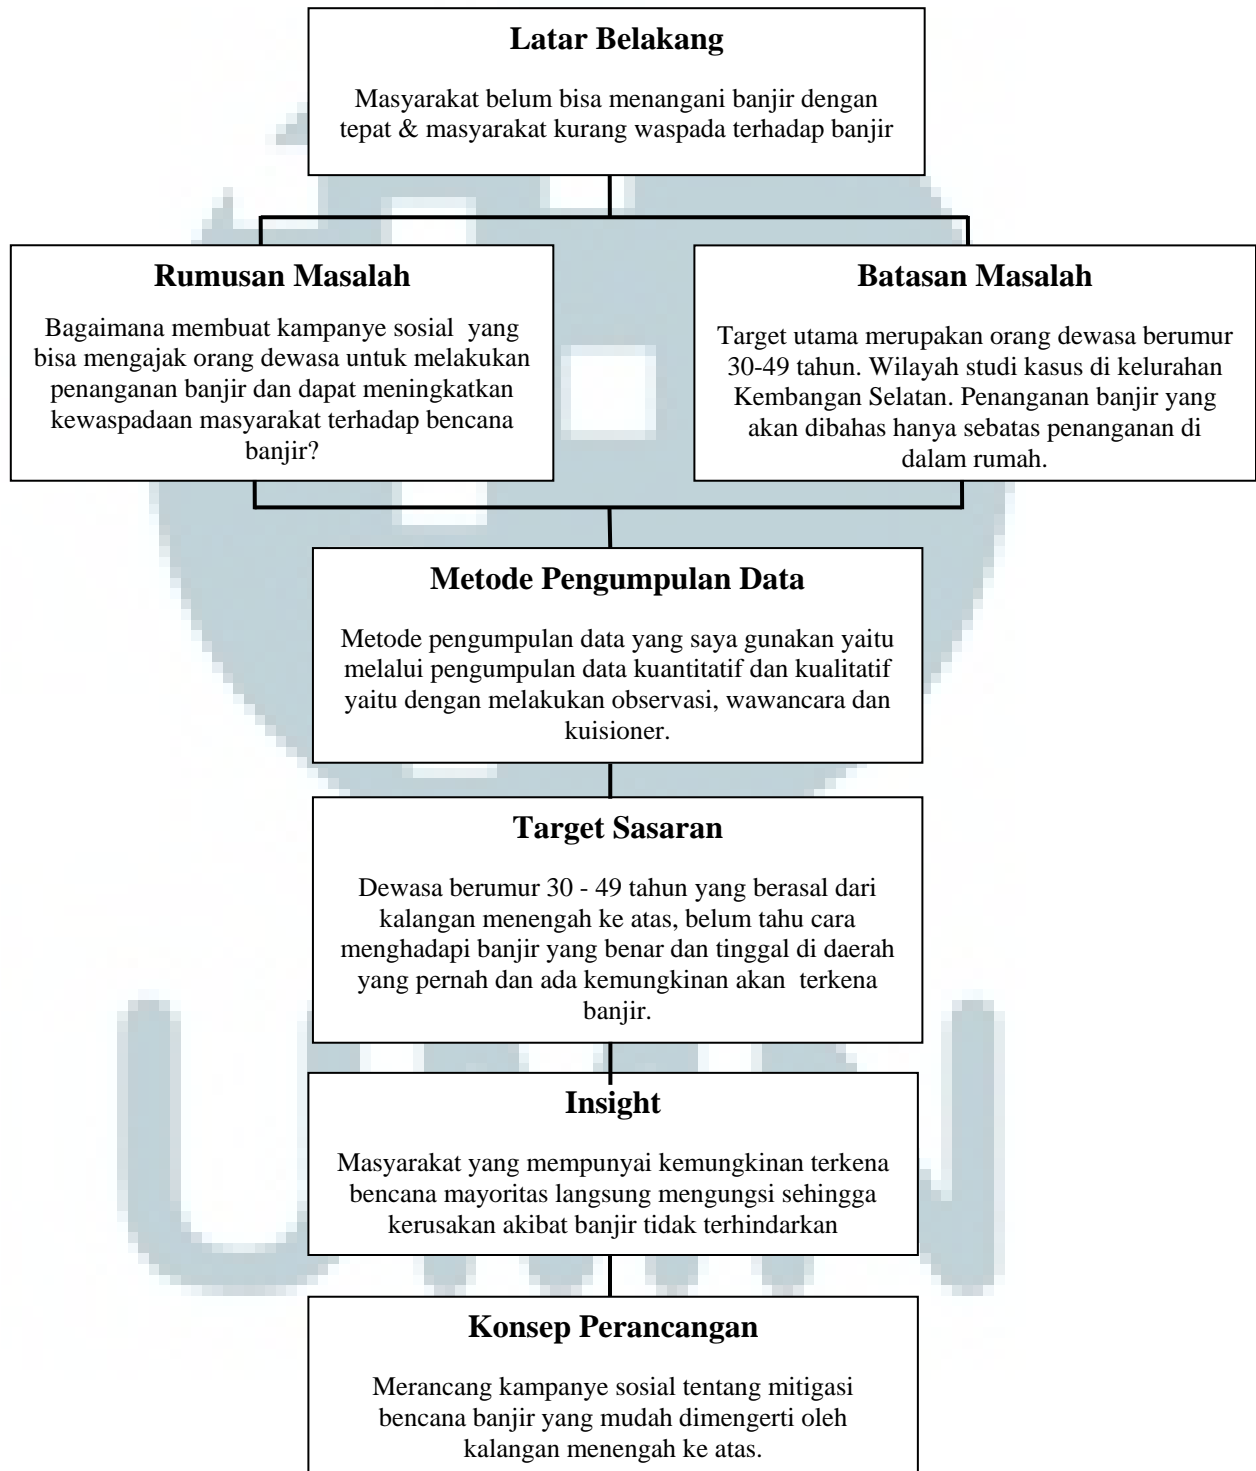 Latar Belakang
Masyarakat belum bisa menangani banjir dengan
tepat & masyarakat kurang waspada terhadap banjir
Rumusan Masalah
Bagaimana membuat kampanye sosial yang
bisa mengajak orang dewasa untuk melakukan
penanganan banjir dan dapat meningkatkan
kewaspadaan masyarakat terhadap bencana
banjir?
Batasan Masalah
Target utama merupakan orang dewasa berumur
30-49 tahun. Wilayah studi kasus di kelurahan
Kembangan Selatan. Penanganan banjir yang
akan dibahas hanya sebatas penanganan di
dalam rumah.
Metode Pengumpulan Data
Metode pengumpulan data yang saya gunakan yaitu
melalui pengumpulan data kuantitatif dan kualitatif
yaitu dengan melakukan observasi, wawancara dan
kuisioner.
Target Sasaran
Dewasa berumur 30 - 49 tahun yang berasal dari
kalangan menengah ke atas, belum tahu cara
menghadapi banjir yang benar dan tinggal di daerah
yang pernah dan ada kemungkinan akan terkena
banjir.
Insight
Masyarakat yang mempunyai kemungkinan terkena
bencana mayoritas langsung mengungsi sehingga
kerusakan akibat banjir tidak terhindarkan
Konsep Perancangan
Merancang kampanye sosial tentang mitigasi
bencana banjir yang mudah dimengerti oleh
kalangan menengah ke atas.
UMN